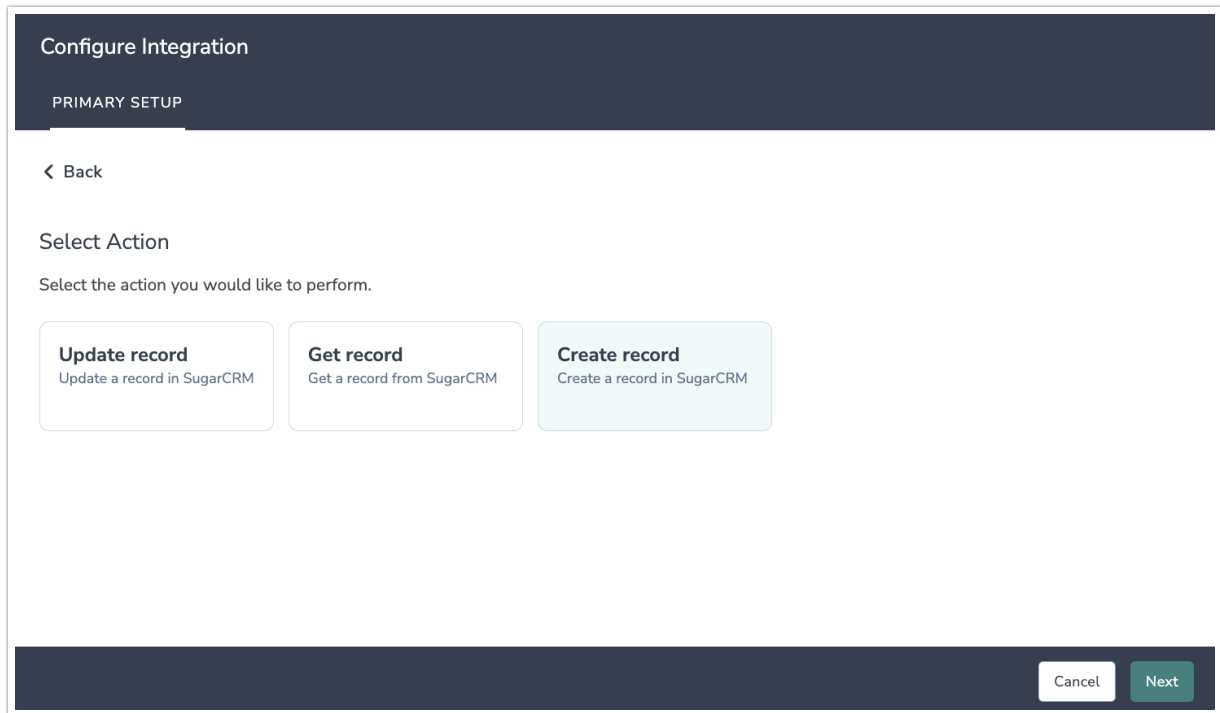 Configure Integration
PRIMARY SETUP
Back
Select Action
Select the action you would like to perform.
Update record
Update a record in SugarCRM
Get record
Get a record from SugarCRM
Create record
Create a record in SugarCRM
Cancel
Next